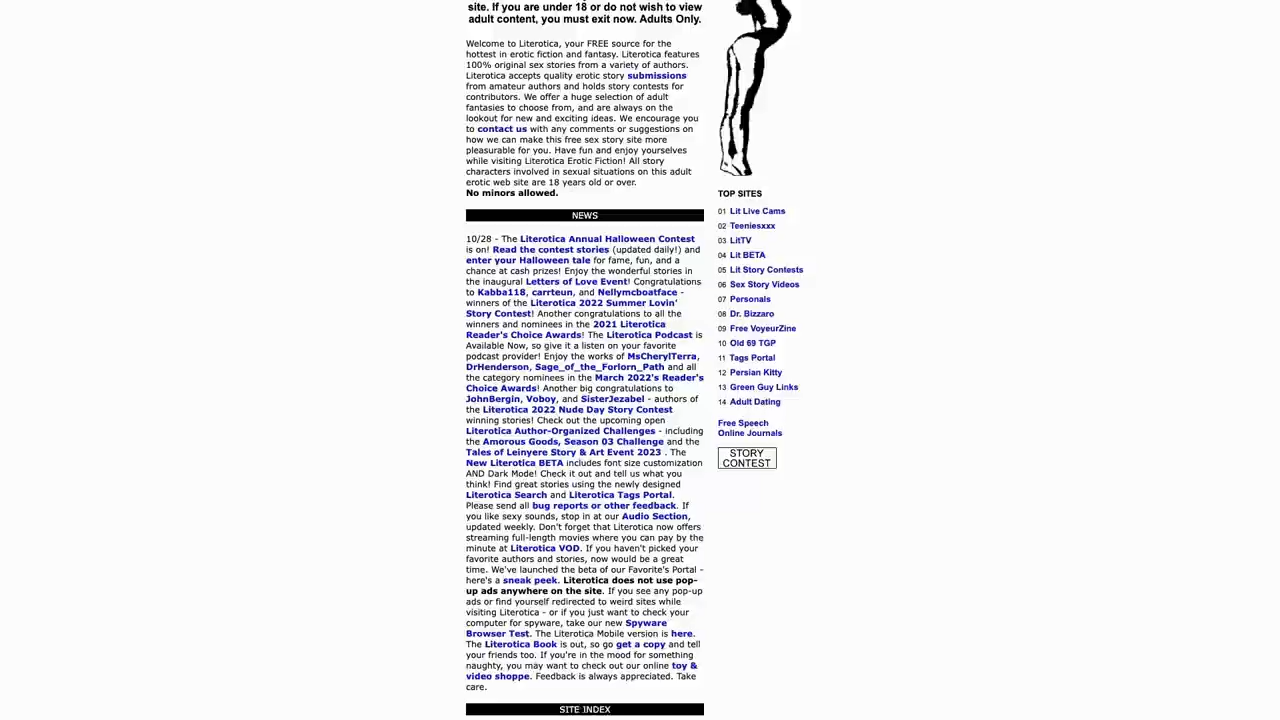 site. If you are under 18 or do not wish to view
adult content, you must exit now. Adults Only.
Welcome to Literotica, your FREE source for the
hottest in erotic fiction and fantasy. Literotica features
100% original sex stories from a variety of authors.
Literotica accepts quality erotic story submissions
from amateur authors and holds story contests for
contributors. We offer a huge selection of adult
fantasies to choose from, and are always on the
lookout for new and exciting ideas. We encourage you
to contact us with any comments or suggestions on
how we can make this free sex story site more
pleasurable for you. Have fun and enjoy yourselves
while visiting Literotica Erotic Fiction! All story
characters involved in sexual situations on this adult
erotic web site are 18 years old or over.
No minors allowed.
NEWS
10/28 - The Literotica Annual Halloween Contest
is on! Read the contest stories (updated daily!) and
enter your Halloween tale for fame, fun, and a
chance at cash prizes! Enjoy the wonderful stories in
the inaugural Letters of Love Event! Congratulations
to Kabba118, carrteun, and Nellymcboatface -
winners of the Literotica 2022 Summer Lovin'
Story Contest! Another congratulations to all the
winners and nominees in the 2021 Literotica
Reader's Choice Awards! The Literotica Podcast is
Available Now, so give it a listen on your favorite
podcast provider! Enjoy the works of MsCherylTerra,
DrHenderson, Sage_of_the_Forlorn_Path and all
the category nominees in the March 2022's Reader's
Choice Awards! Another big congratulations to
JohnBergin, Voboy, and SisterJezabel - authors of
the Literotica 2022 Nude Day Story Contest
winning stories! Check out the upcoming open
Literotica Author-Organized Challenges - including
the Amorous Goods, Season 03 Challenge and the
Tales of Leinyere Story & Art Event 2023 . The
New Literotica BETA includes font size customization
AND Dark Mode! Check it out and tell us what you
think! Find great stories using the newly designed
Literotica Search and Literotica Tags Portal.
Please send all bug reports or other feedback. If
you like sexy sounds, stop in at our Audio Section,
updated weekly. Don't forget that Literotica now offers
streaming full-length movies where you can pay by the
minute at Literotica VOD. If you haven't picked your
favorite authors and stories, now would be a great
time. We've launched the beta of our Favorite's Portal -
here's a sneak peek. Literotica does not use pop-
up ads anywhere on the site. If you see any pop-up
ads or find yourself redirected to weird sites while
visiting Literotica - or if you just want to check your
computer for spyware, take our new Spyware
Browser Test. The Literotica Mobile version is here.
The Literotica Book is out, so go get a copy and tell
your friends too. If you're in the mood for something
naughty, you may want to check out our online toy &
video shoppe. Feedback is always appreciated. Take
care.
SITE INDEX
TOP SITES
01 Lit Live Cams
02 Teeniesxxx
03 LitTV
04 Lit BETA
05 Lit Story Contests
06 Sex Story Videos
07 Personals
08 Dr. Bizzaro
09 Free VoyeurZine
10 Old 69 TGP
11 Tags Portal
12 Persian Kitty
13 Green Guy Links
14 Adult Dating
Free Speech
Online Journals
STORY
CONTEST